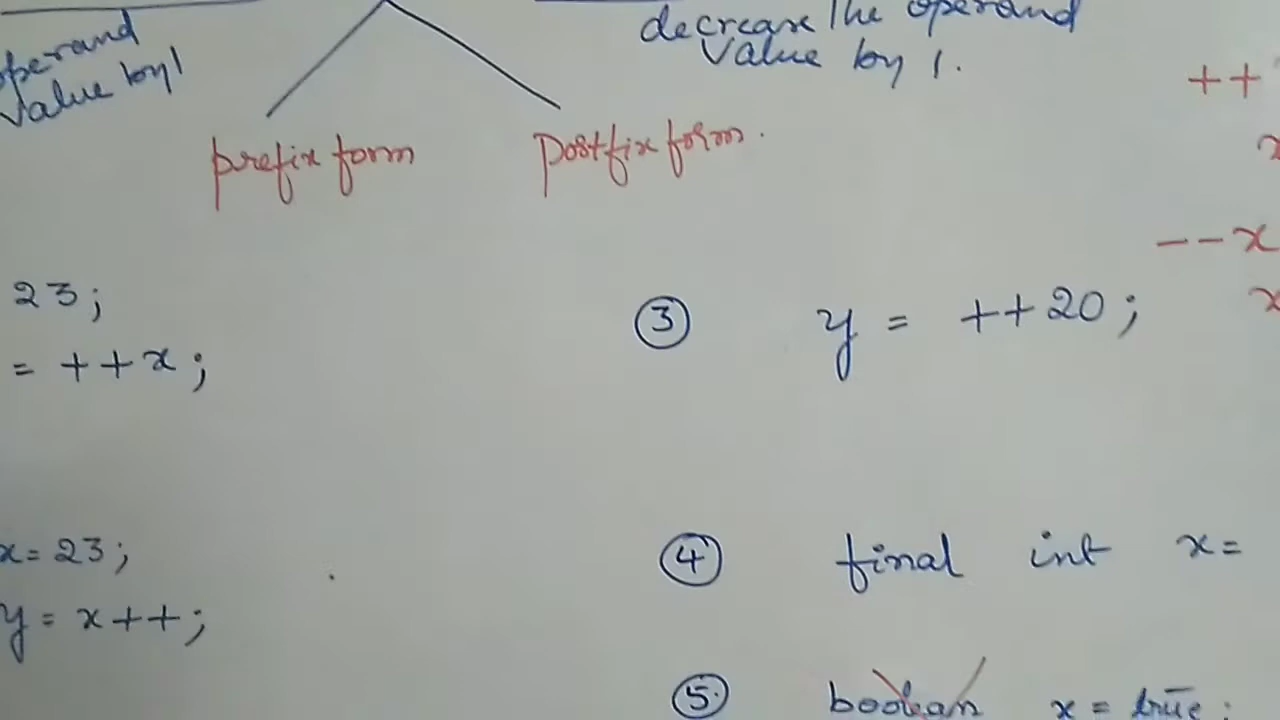 operand
value by 1
decrease the operand
value by 1.
prefix form
postfix form.
++
x
--x
x
23;
= ++x;
③ y = ++20;
x=23;
y = x++;
④ final int x=
⑤ boolean x = true;